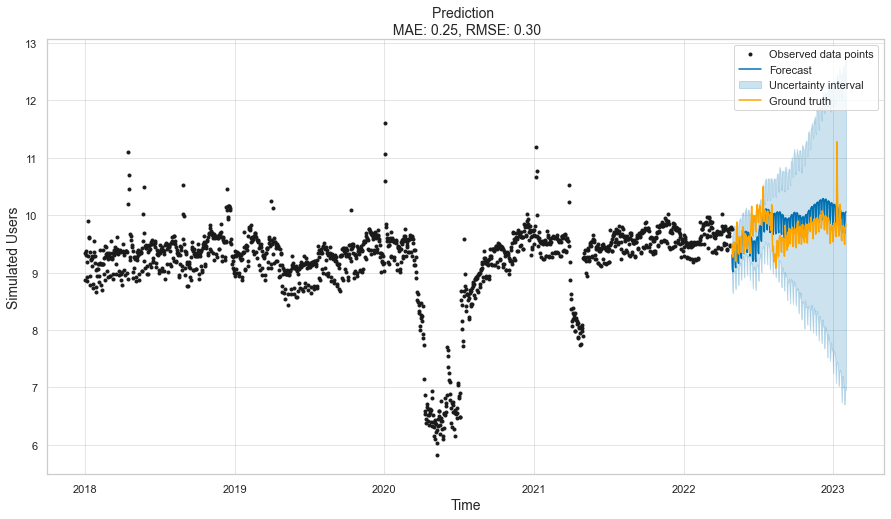 Prediction
MAE: 0.25, RMSE: 0.30
Observed data points
Forecast
Uncertainty interval
Ground truth
Simulated Users
13
12
11
10
9
8
7
6
2018
2019
2020
2021
2022
2023
Time